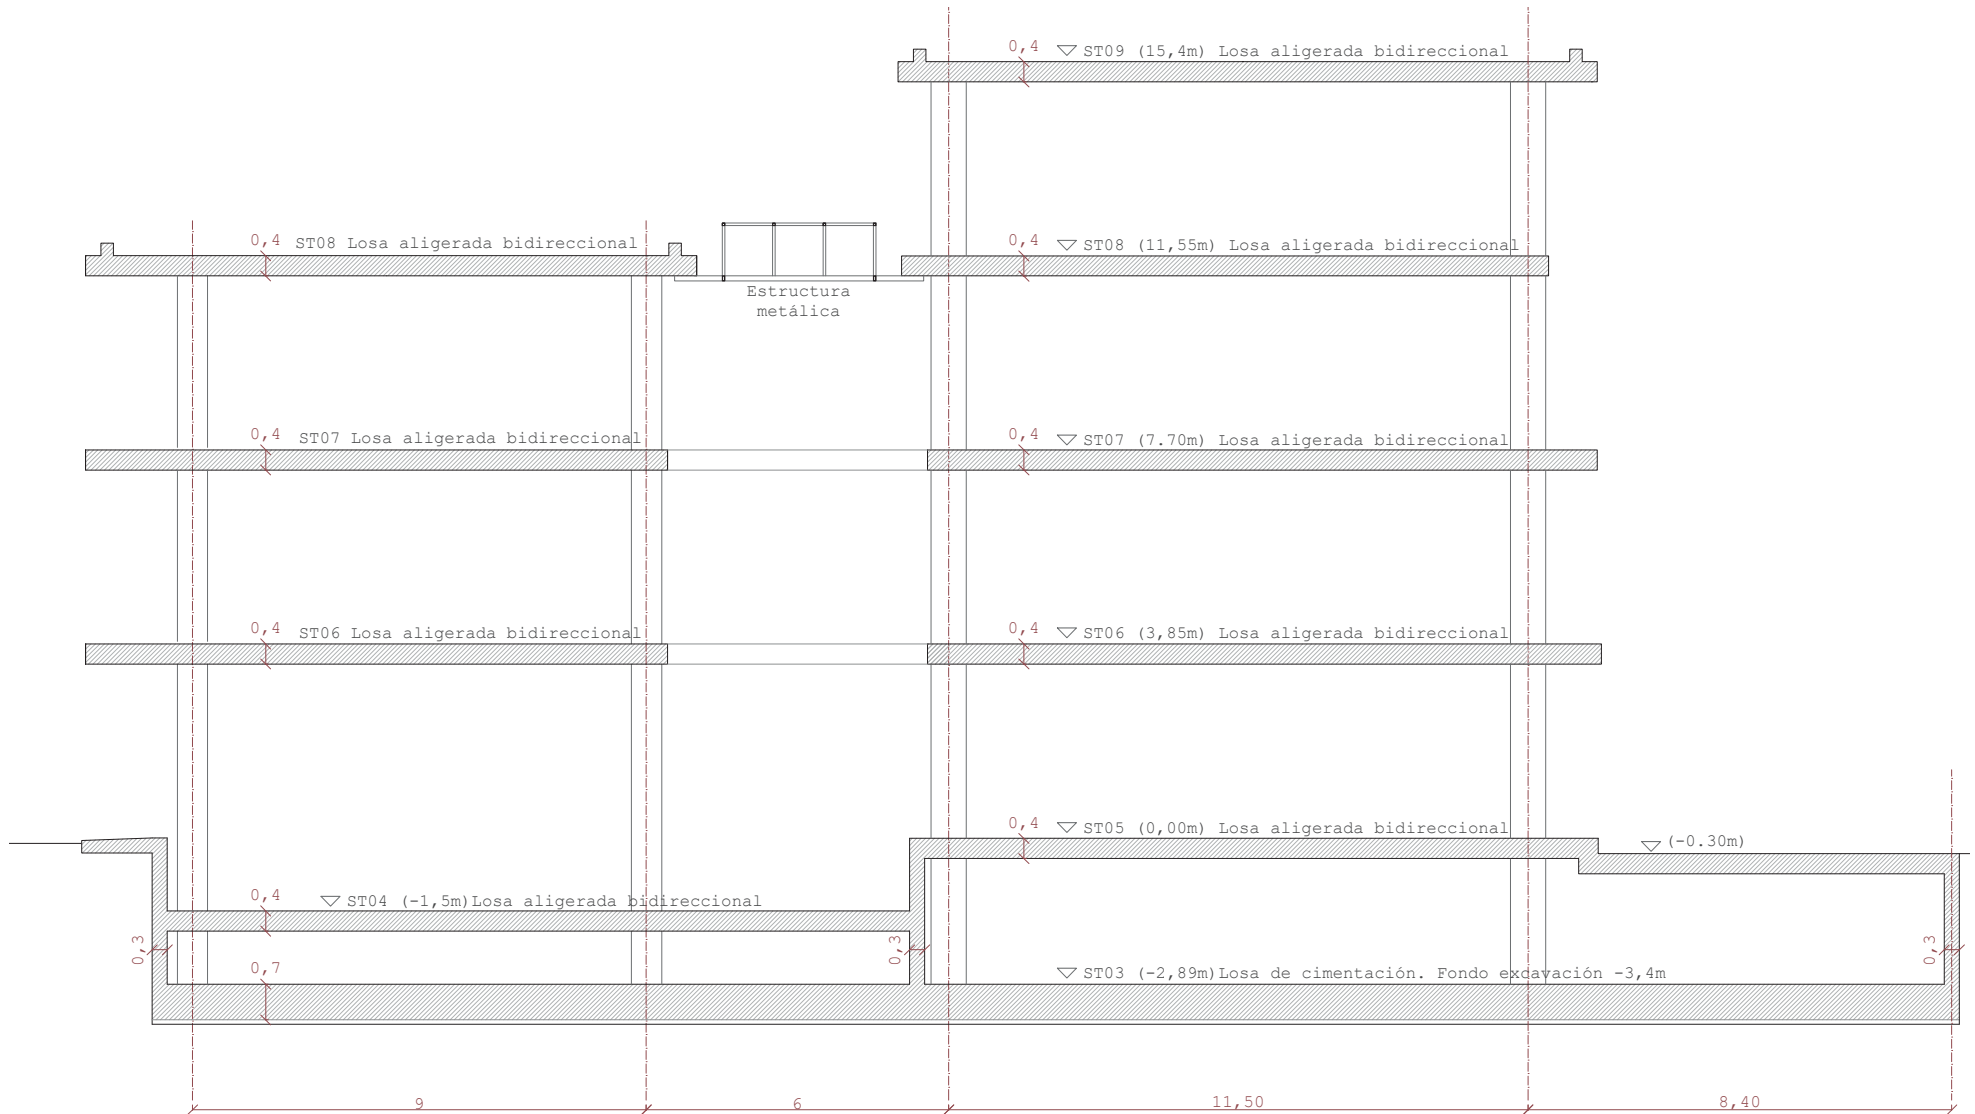 0,4 ST09 (15,4m) Losa aligerada bidireccional
0,4 ST08 Losa aligerada bidireccional
0,4 ST08 (11,55m) Losa aligerada bidireccional
Estructura
metálica
0,4 ST07 Losa aligerada bidireccional
0,4 ST07 (7.70m) Losa aligerada bidireccional
0,4 ST06 Losa aligerada bidireccional
0,4 ST06 (3,85m) Losa aligerada bidireccional
0,4 ST05 (0,00m) Losa aligerada bidireccional
(-0.30m)
0,4 ST04 (-1,5m)Losa aligerada bidireccional
0,3
0,3
0,3
0,7
ST03 (-2,89m)Losa de cimentación. Fondo excavación -3,4m
9
6
11,50
8,40